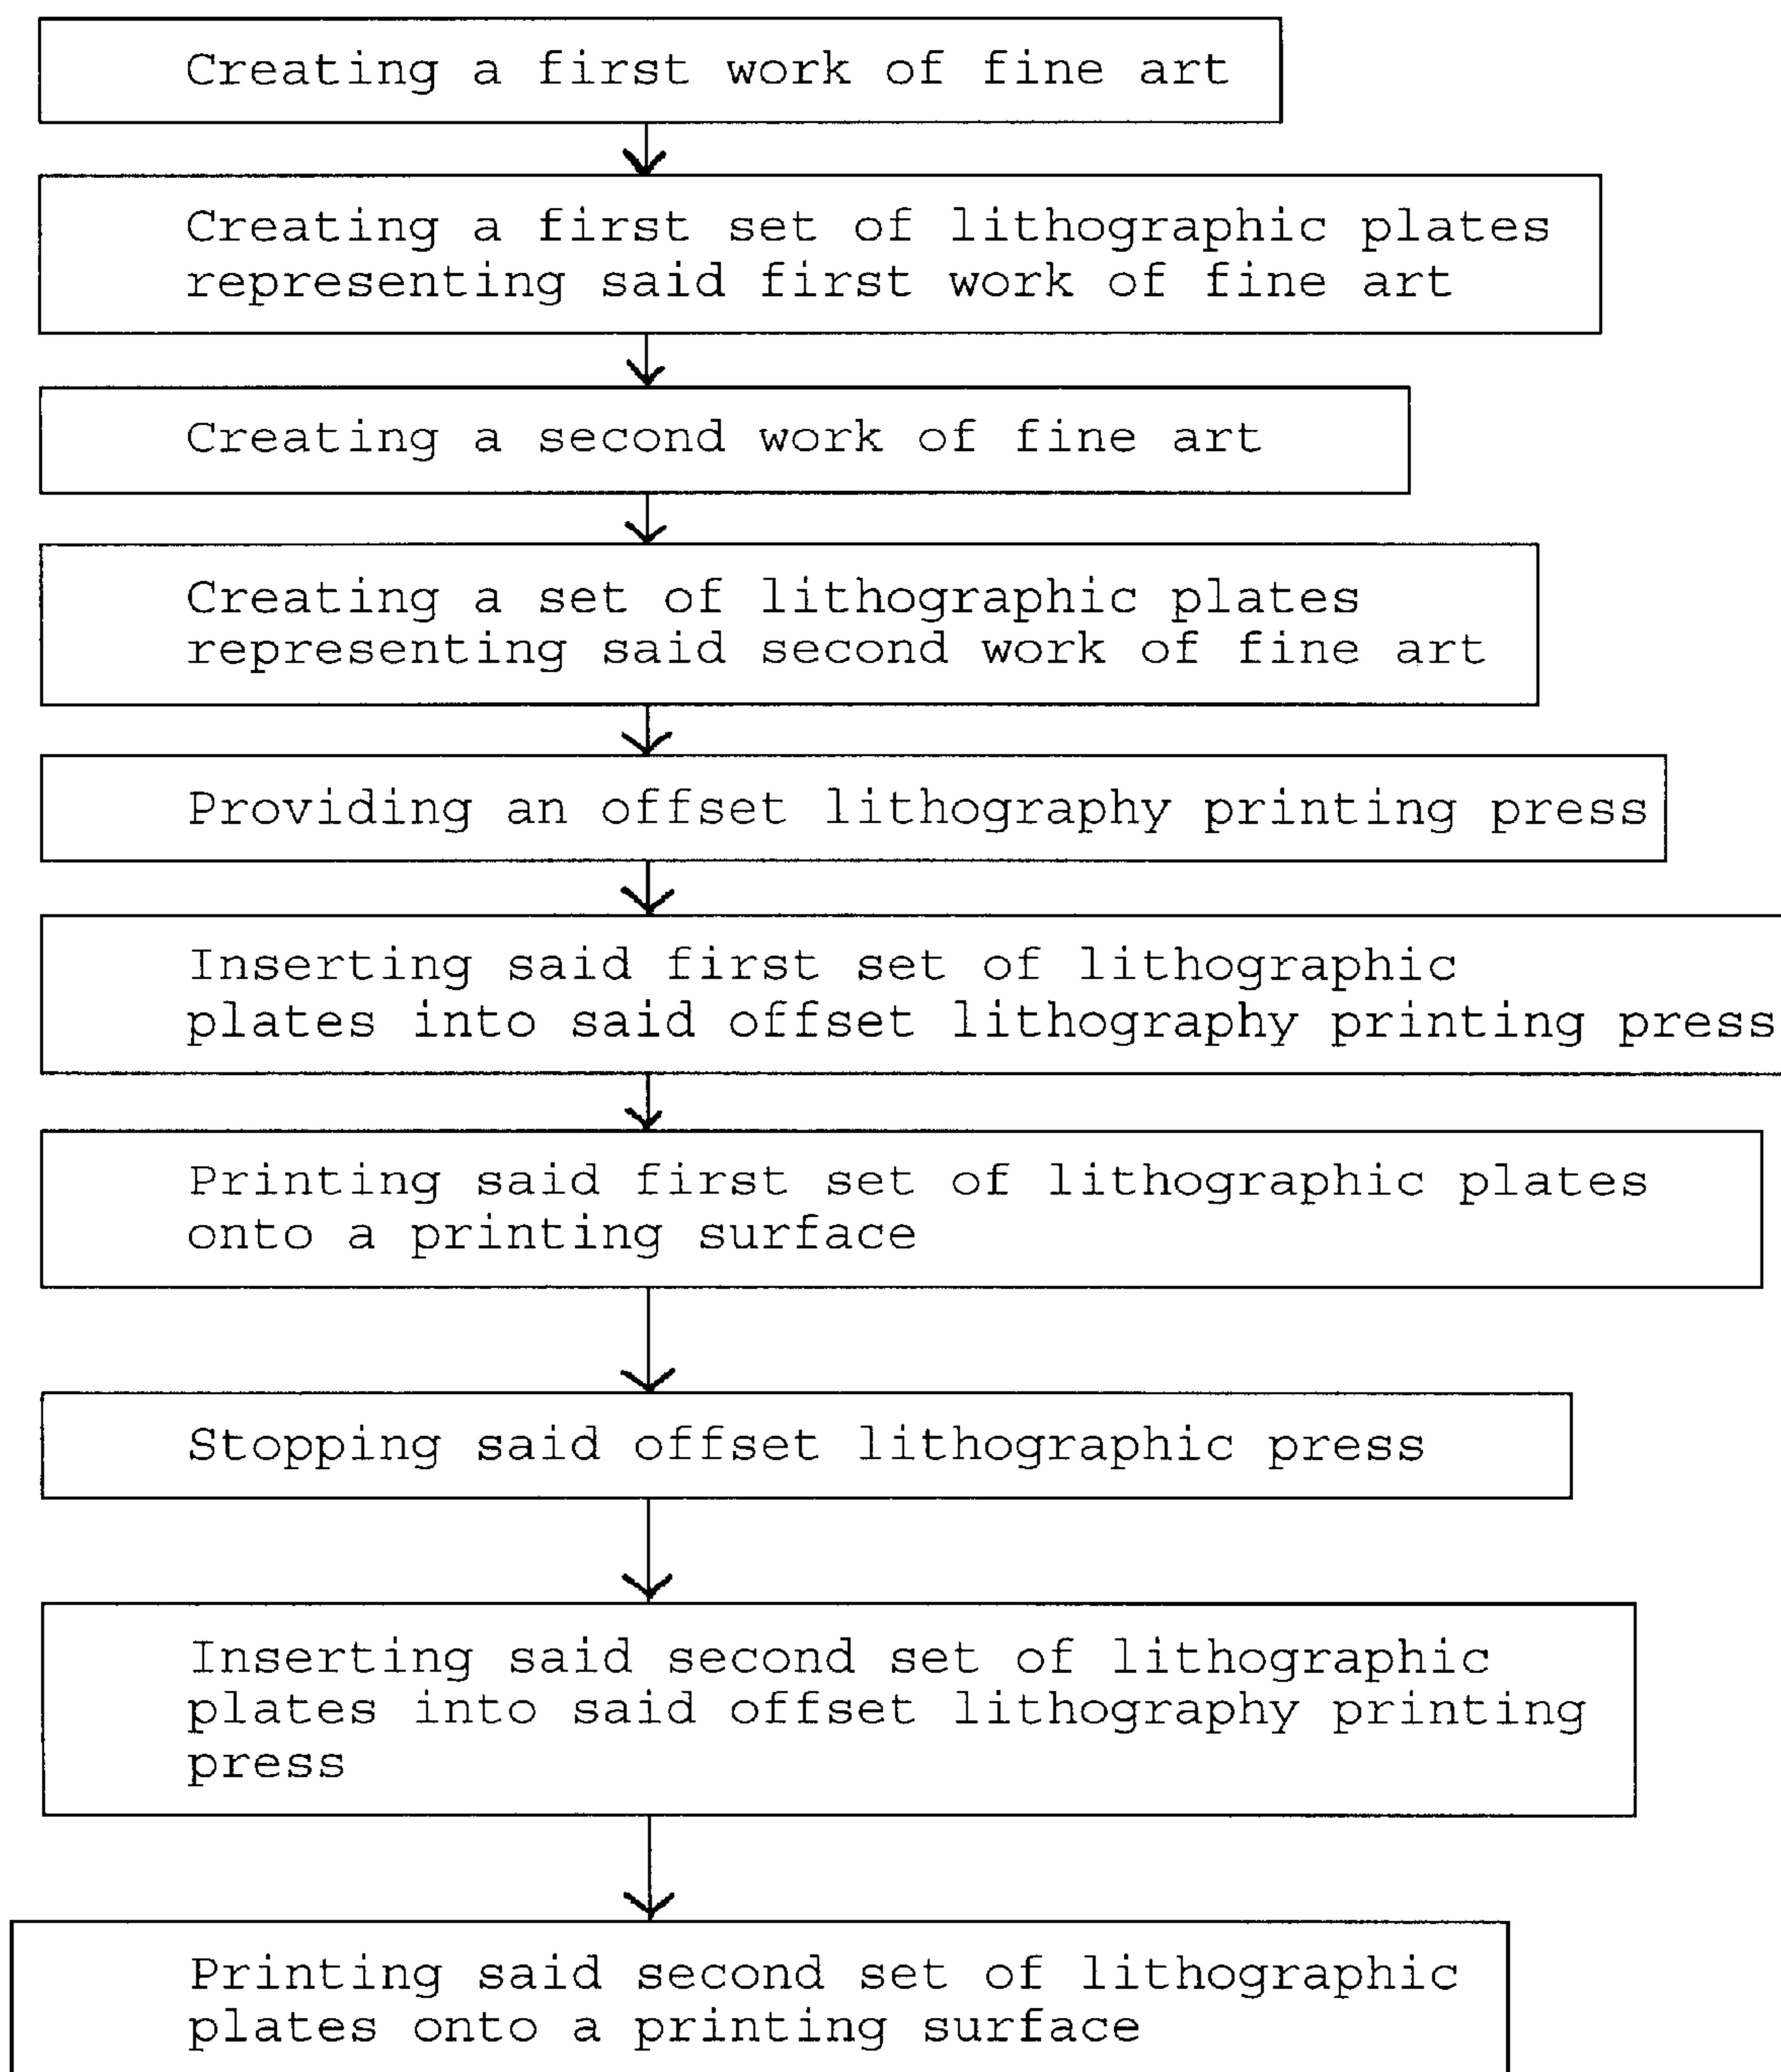 Creating a first work of fine art
Creating a first set of lithographic plates
representing said first work of fine art
Creating a second work of fine art
Creating a set of lithographic plates
representing said second work of fine art
Providing an offset lithography printing press
Inserting said first set of lithographic
plates into said offset lithography printing press
Printing said first set of lithographic plates
onto a printing surface
Stopping said offset lithographic press
Inserting said second set of lithographic
plates into said offset lithography printing
press
Printing said second set of lithographic
plates onto a printing surface